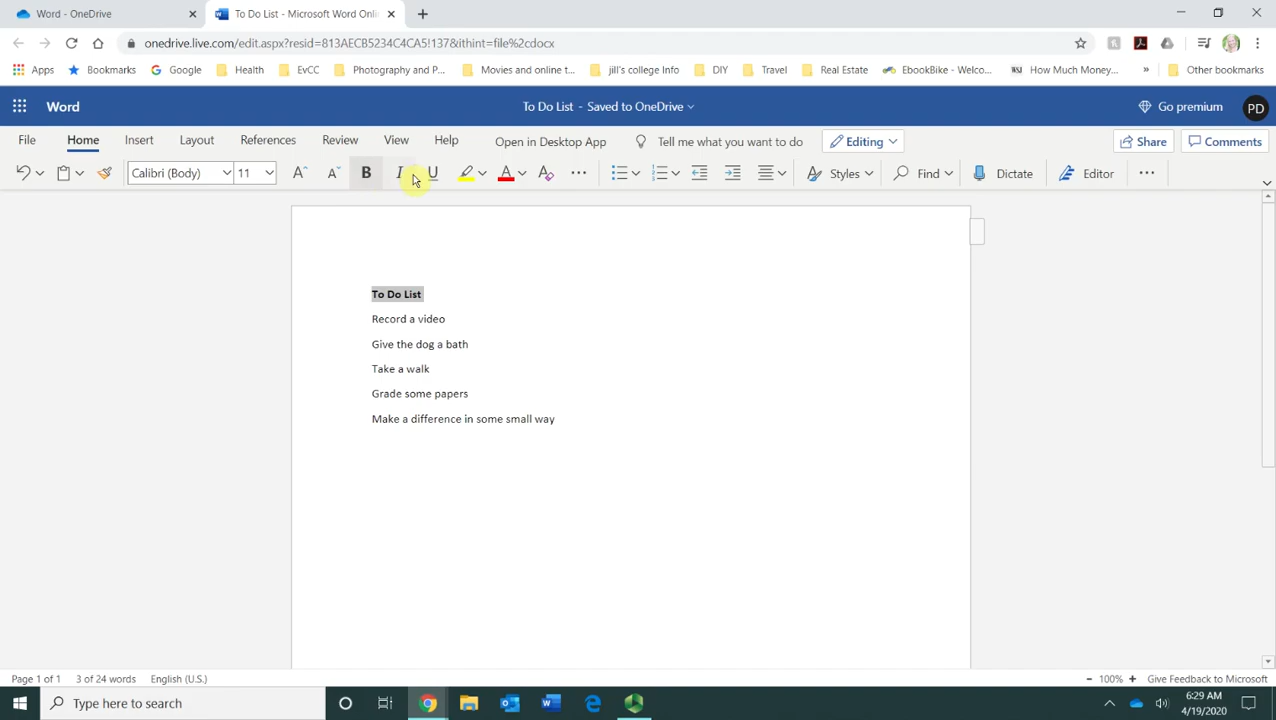 Word - OneDrive
To Do List - Microsoft Word Onli
onedrive.live.com/edit.aspx?resid=813AECB5234C4CA5!137&ithint=file%2cdocx
Apps Bookmarks Google Health EvCC Photography and P... Movies and online t... jill's college Info DIY Travel Real Estate EbookBike - Welco... WSJ How Much Money... » Other bookmarks
Word To Do List - Saved to OneDrive Go premium PD
File Home Insert Layout References Review View Help Open in Desktop App Tell me what you want to do Editing Share Comments
Calibri (Body) 11 A A B I U A A Styles Find Dictate Editor
To Do List
Record a video
Give the dog a bath
Take a walk
Grade some papers
Make a difference in some small way
Page 1 of 1 3 of 24 words English (U.S.) - 100% + Give Feedback to Microsoft
Type here to search 6:29 AM
4/19/2020